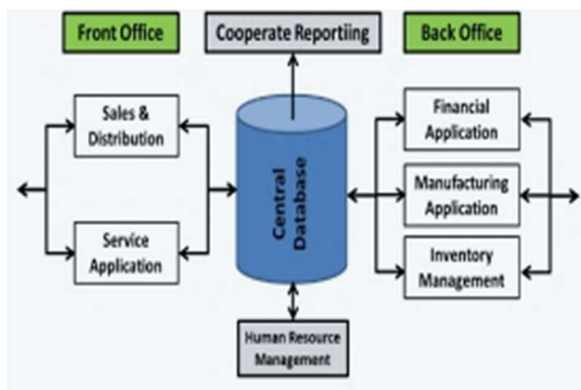 Front Office
Cooperate Reportiing
Back Office
Sales &
Distribution
Service
Application
Central
Database
Financial
Application
Manufacturing
Application
Inventory
Management
Human Resource
Management